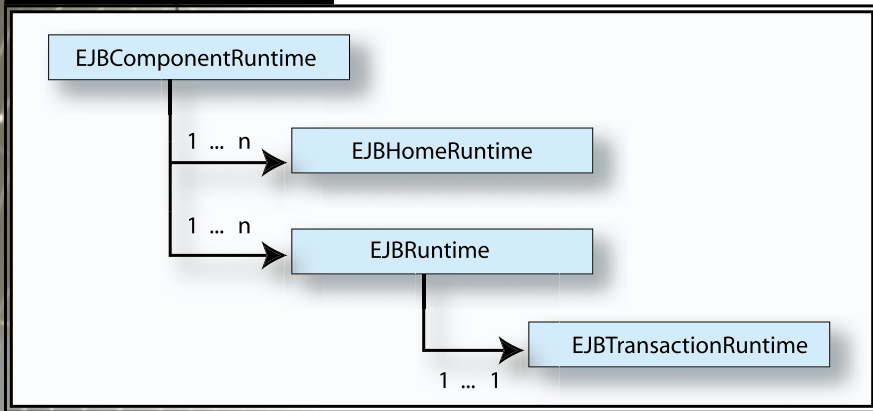 EJBComponentRuntime
1 ... n
EJBHomeRuntime
1 ... n
EJBRuntime
EJBTransactionRuntime
1 ... 1